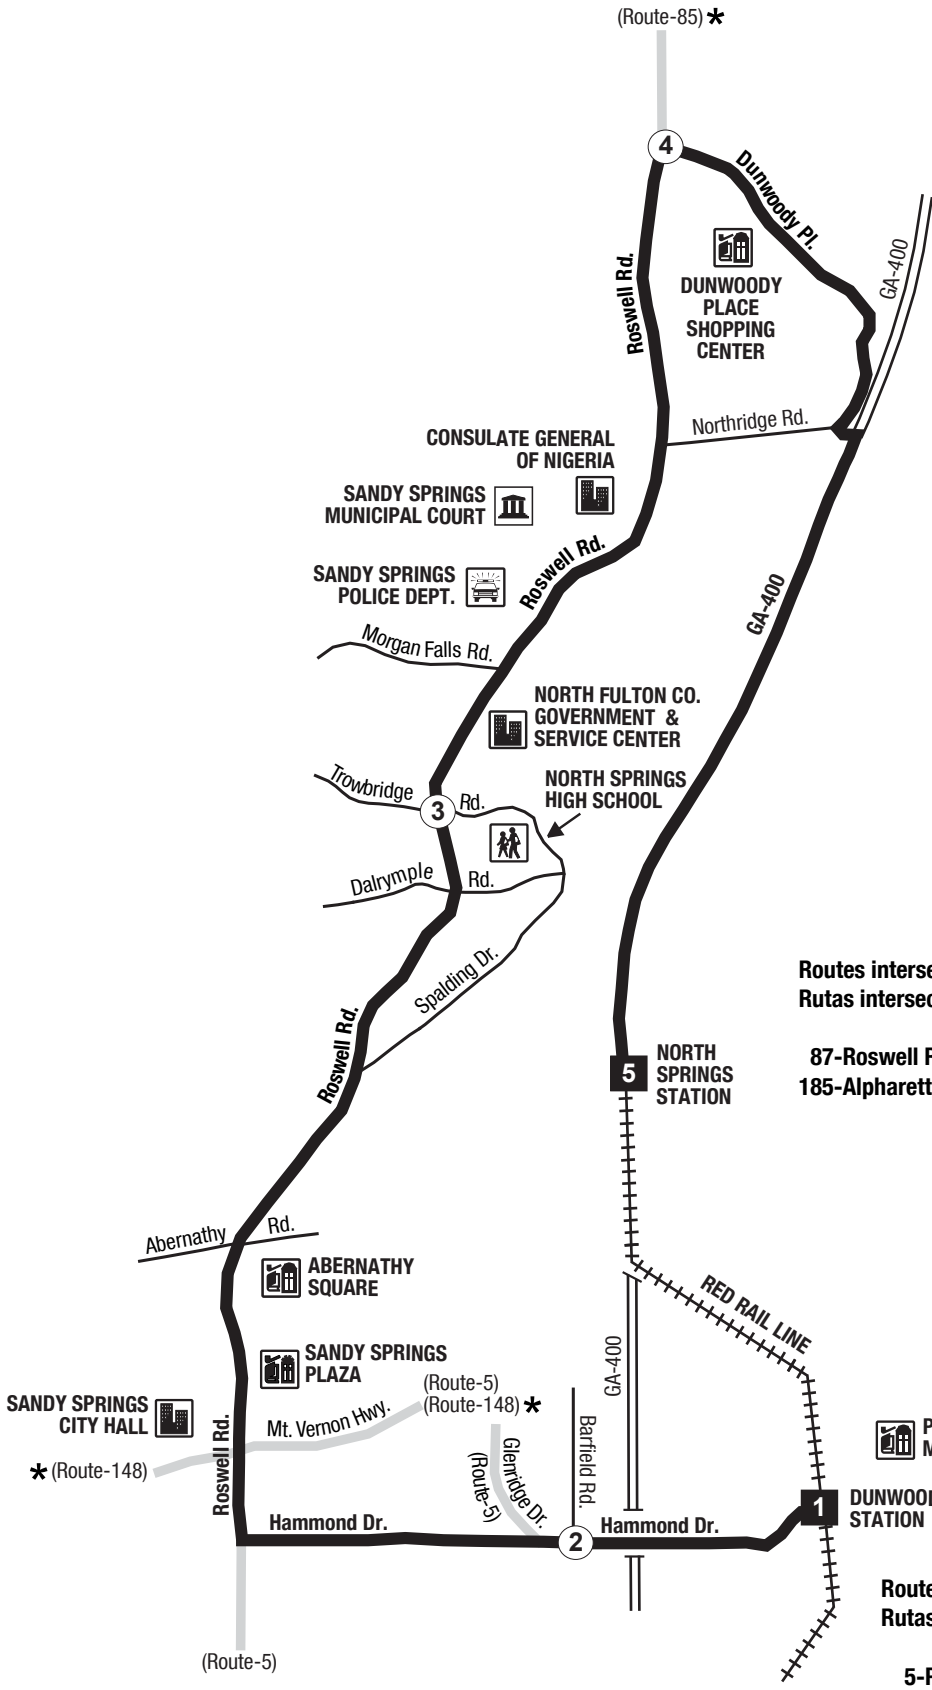 (Route-85) *
4
Dunwoody Pl.
GA-400
Roswell Rd.
DUNWOODY
PLACE
SHOPPING
CENTER
Northridge Rd.
CONSULATE GENERAL
OF NIGERIA
SANDY SPRINGS
MUNICIPAL COURT
Roswell Rd.
SANDY SPRINGS
POLICE DEPT.
GA-400
Morgan Falls Rd.
NORTH FULTON CO.
GOVERNMENT &
SERVICE CENTER
Trowbridge Rd.
3
NORTH SPRINGS
HIGH SCHOOL
Dalrymple Rd.
Spalding Dr.
Roswell Rd.
Routes
Rutas
87-Roswell
5
NORTH
SPRINGS
STATION
Abernathy Rd.
ABERNATHY
SQUARE
RED RAIL LINE
SANDY SPRINGS
PLAZA
GA-400
(Route-5)
(Route-148) *
SANDY SPRINGS
CITY HALL
Mt. Vernon Hwy.
* (Route-148)
Roswell Rd.
Glenridge Dr.
(Route-5)
Barfield Rd.
1
STATION
Hammond Dr.
2
Hammond Dr.
Rutas
(Route-5)